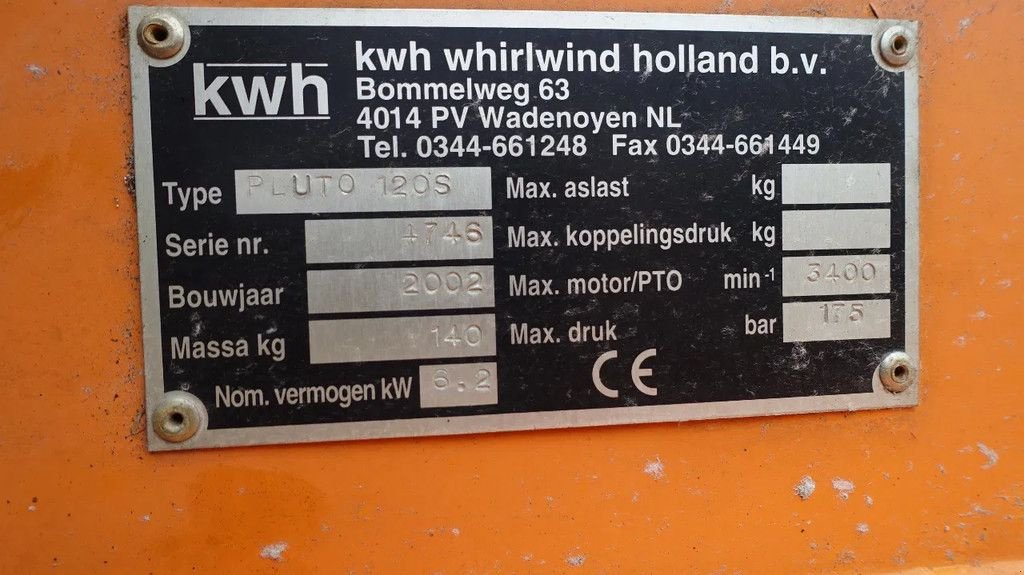 kwh
kwh whirlwind holland b.v.
Bommelweg 63
4014 PV Wadenoyen NL
Tel. 0344-661248 Fax 0344-661449
Type PLUTO 120S
Serie nr. 4746
Bouwjaar 2002
Massa kg 140
Nom. vermogen kW 6.2
Max. aslast kg
Max. koppelingsdruk kg
Max. motor/PTO min-1 3400
Max. druk bar 175
CE